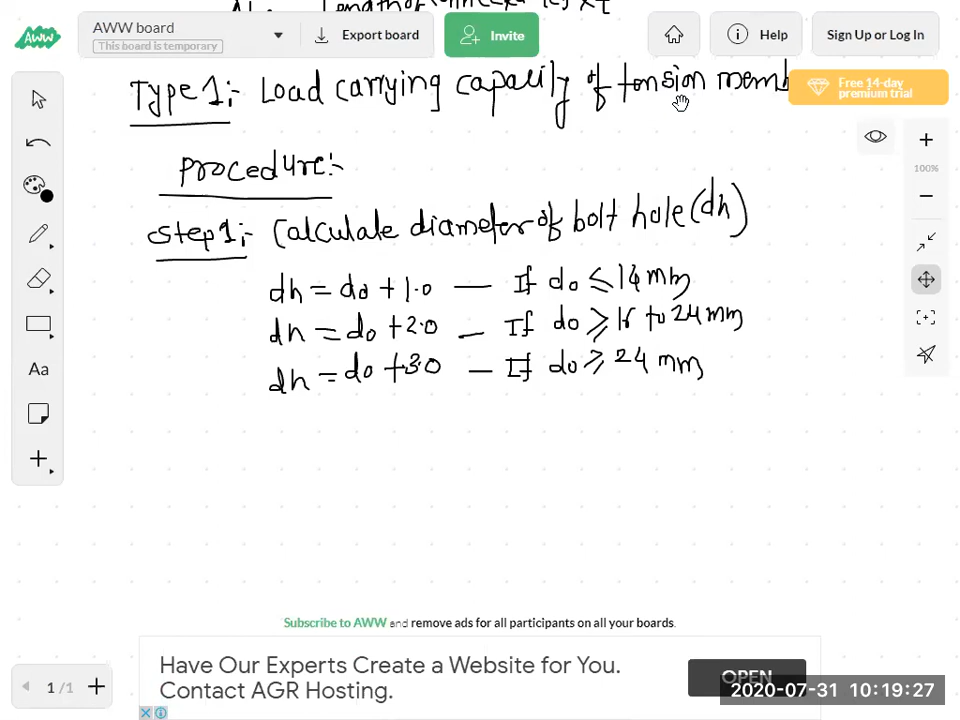 AWW
AWW board
This board is temporary
Export board
Invite
Help
Sign Up or Log In
Free 14-day
premium trial
Type 1:- Load carrying capacity of tension memb
Procedure:-
Step 1:- Calculate diameter of bolt hole (dh)
dh = do + 1.0 — If do ≤ 14 mm
dh = do + 2.0 — If do ≥ 16 to 24 mm
dh = do + 3.0 — If do ≥ 24 mm
100%
Aa
Subscribe to AWW and remove ads for all participants on all your boards.
1 /1
Have Our Experts Create a Website for You.
Contact AGR Hosting.
OPEN
2020-07-31 10:19:27